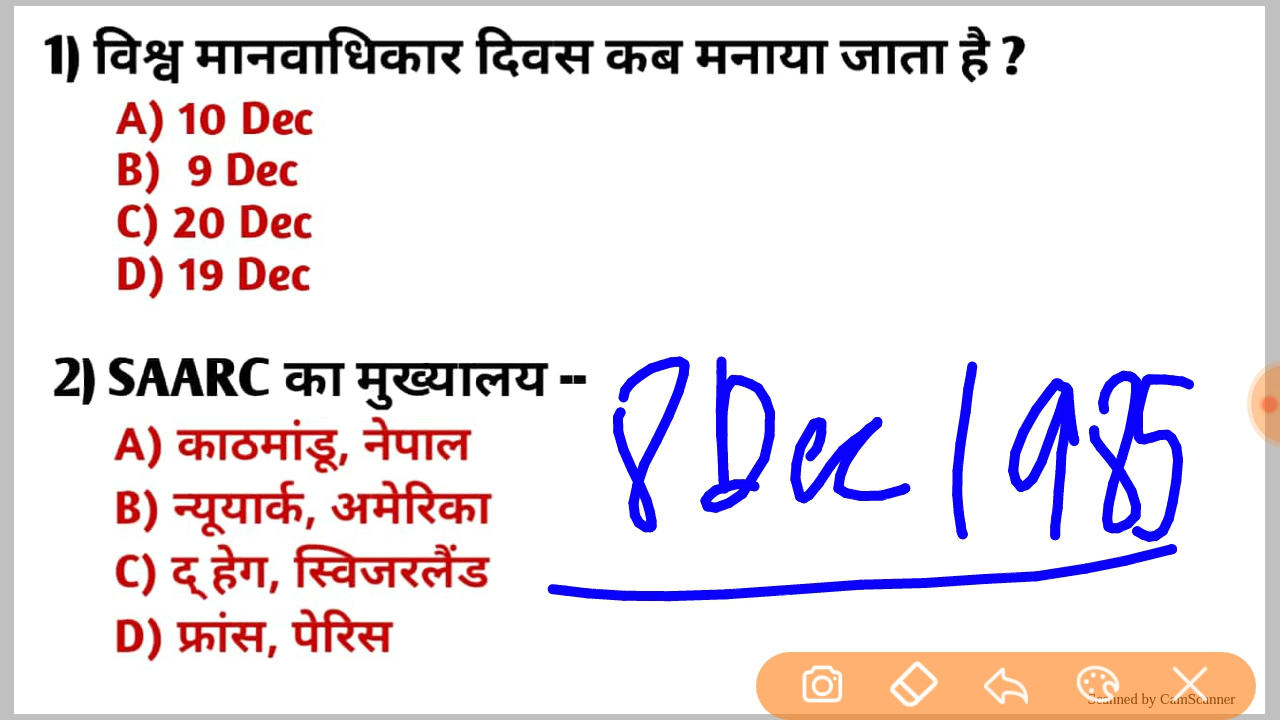 1) विश्व मानवाधिकार दिवस कब मनाया जाता है ?
A) 10 Dec
B) 9 Dec
C) 20 Dec
D) 19 Dec
2) SAARC का मुख्यालय --
A) काठमांडू, नेपाल
B) न्यूयार्क, अमेरिका
C) द् हेग, स्विजरलैंड
D) फ्रांस, पेरिस
8 Dec 1985
Scanned by CamScanner